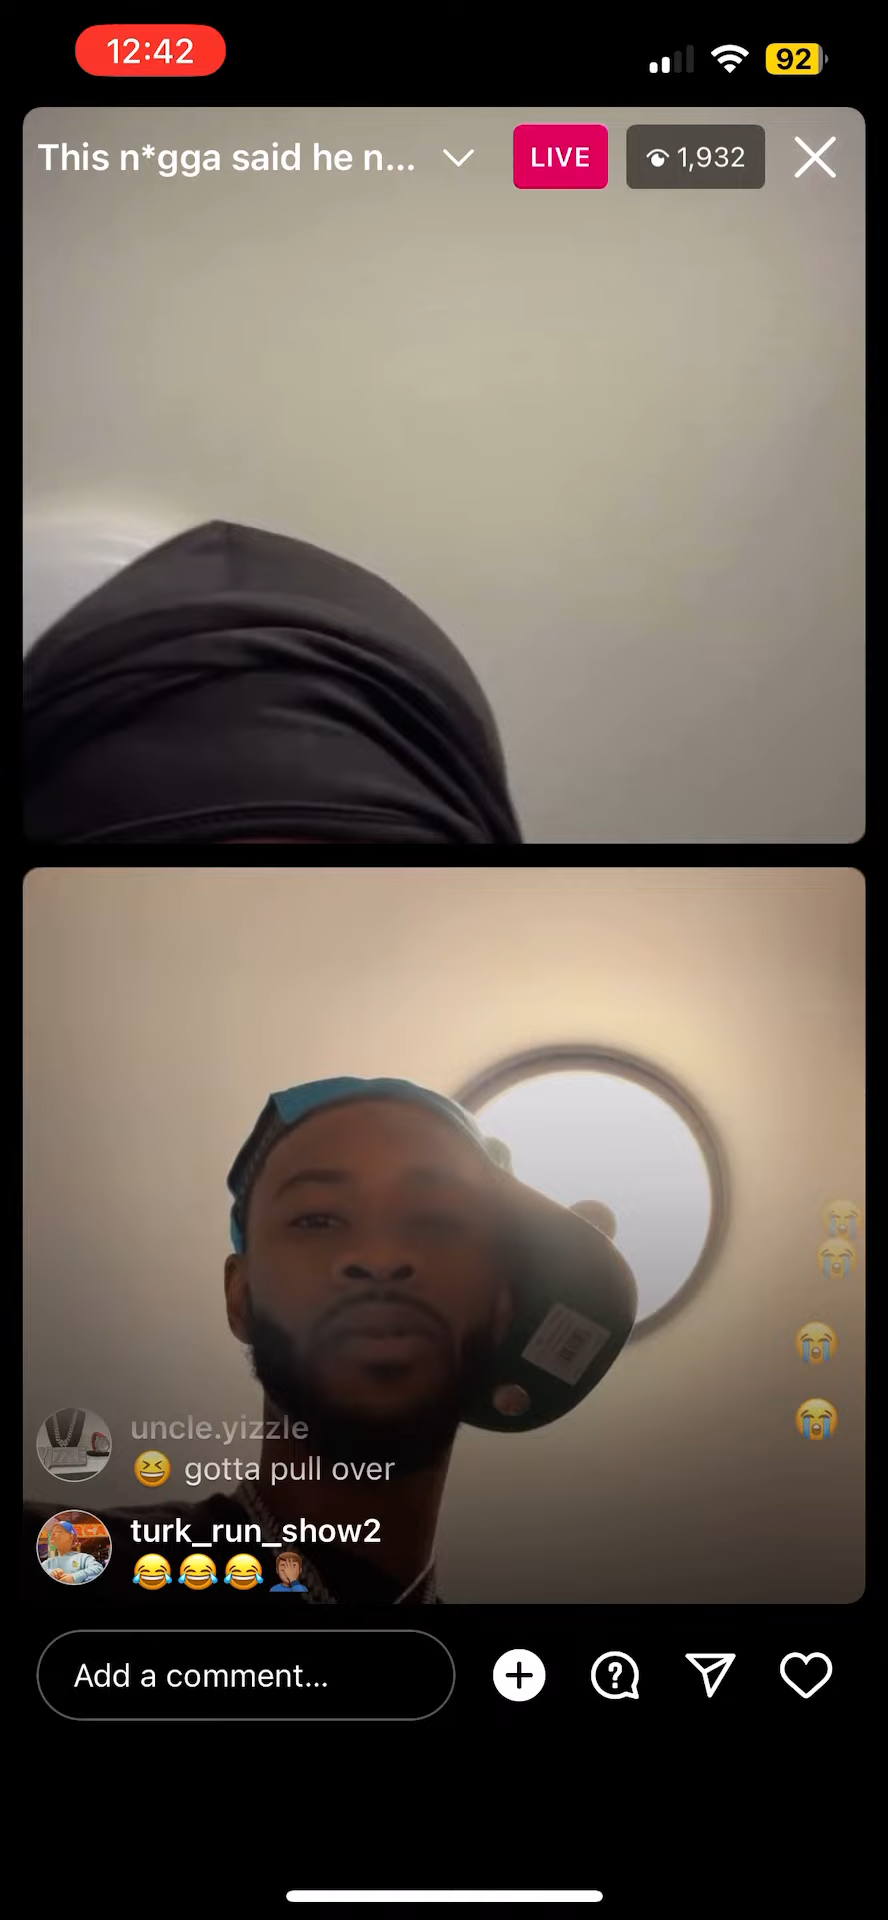 12:42
92
This n*gga said he n...
LIVE
1,932
uncle.yizzle
😆 gotta pull over
turk_run_show2
😂😂😂🤦🏽‍♂️
Add a comment...